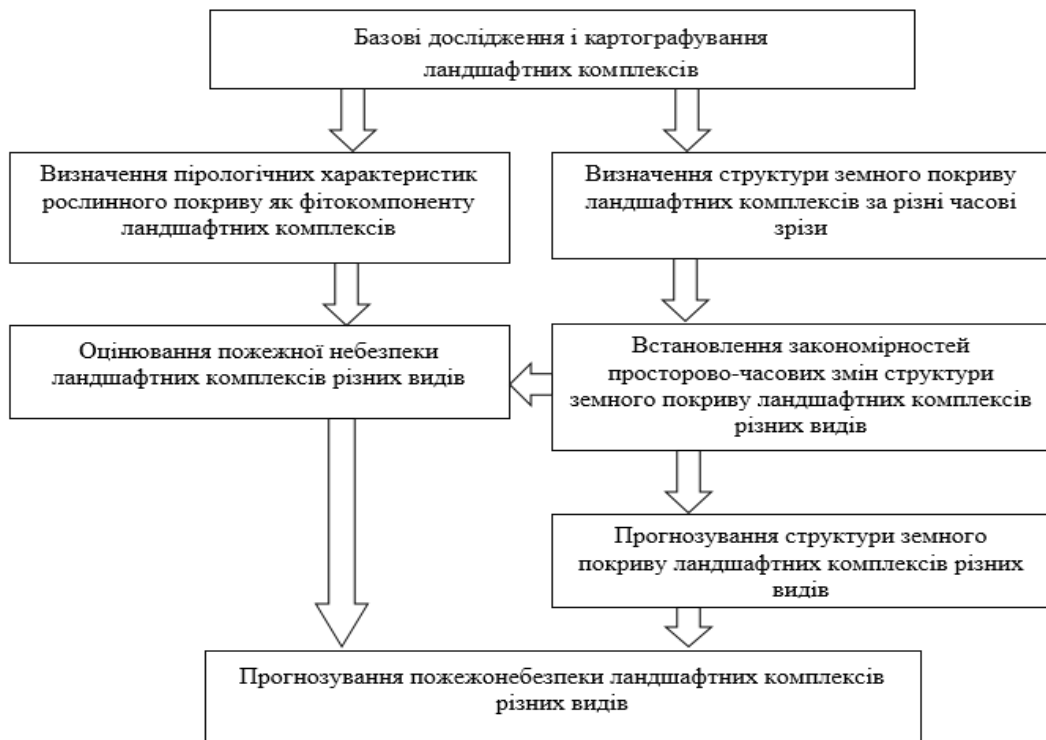 Базові дослідження і картографування
ландшафтних комплексів
Визначення пірологічних характеристик
рослинного покриву як фітокомпоненту
ландшафтних комплексів
Визначення структури земного покриву
ландшафтних комплексів за різні часові
зрізи
Оцінювання пожежної небезпеки
ландшафтних комплексів різних видів
Встановлення закономірностей
просторово-часових змін структури
земного покриву ландшафтних комплексів
різних видів
Прогнозування структури земного
покриву ландшафтних комплексів різних
видів
Прогнозування пожежонебезпеки ландшафтних комплексів
різних видів